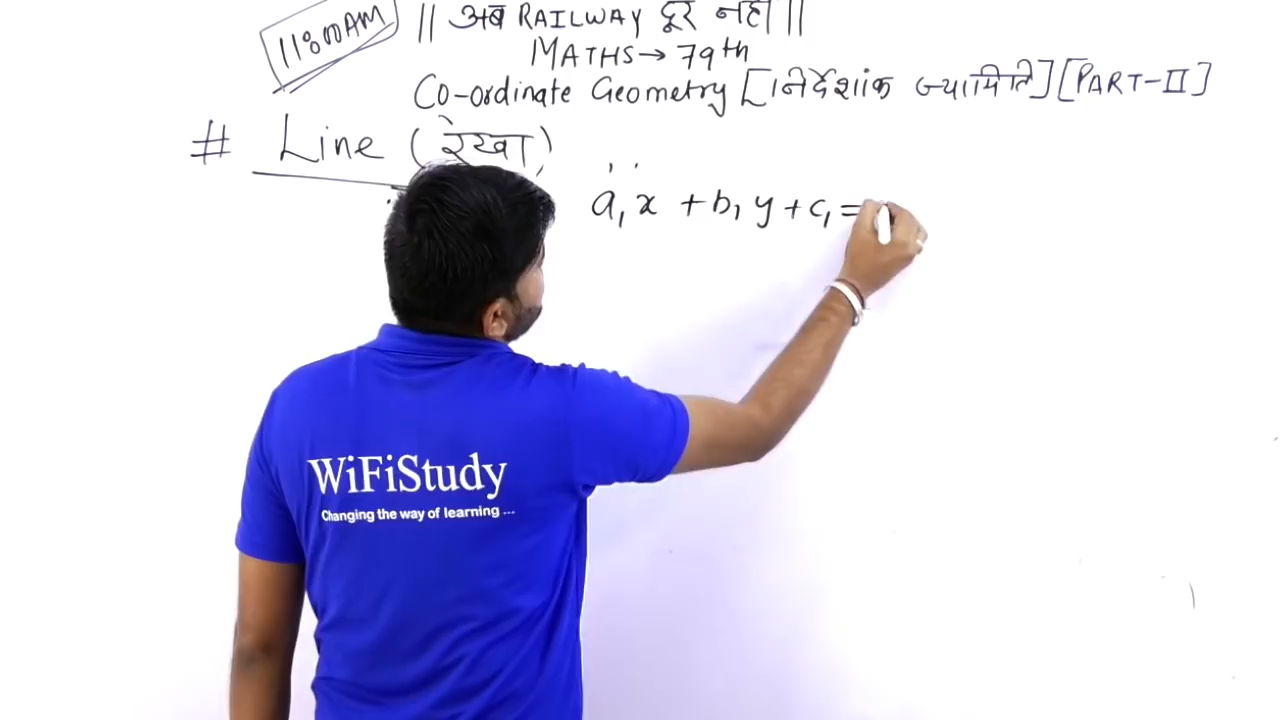 11:00AM
|| अब RAILWAY दूर नहीं ||
MATHS → 79th
Co-ordinate Geometry [निर्देशांक ज्यामिति] [PART-II]
# Line (रेखा)
a₁x + b₁y + c₁ =
WiFiStudy
Changing the way of learning ...